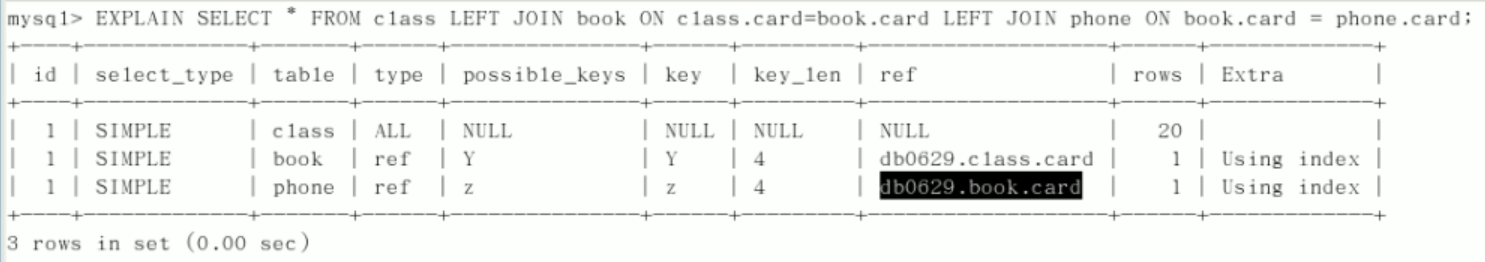 mysql> EXPLAIN SELECT * FROM class LEFT JOIN book ON class.card=book.card LEFT JOIN phone ON book.card = phone.card;
+----+-------------+-------+------+---------------+------+---------+-------------------+------+-------------+
| id | select_type | table | type | possible_keys | key | key_len | ref | rows | Extra |
+----+-------------+-------+------+---------------+------+---------+-------------------+------+-------------+
| 1 | SIMPLE | class | ALL | NULL | NULL | NULL | NULL | 20 | |
| 1 | SIMPLE | book | ref | Y | Y | 4 | db0629.class.card | 1 | Using index |
| 1 | SIMPLE | phone | ref | z | z | 4 | db0629.book.card | 1 | Using index |
+----+-------------+-------+------+---------------+------+---------+-------------------+------+-------------+
3 rows in set (0.00 sec)